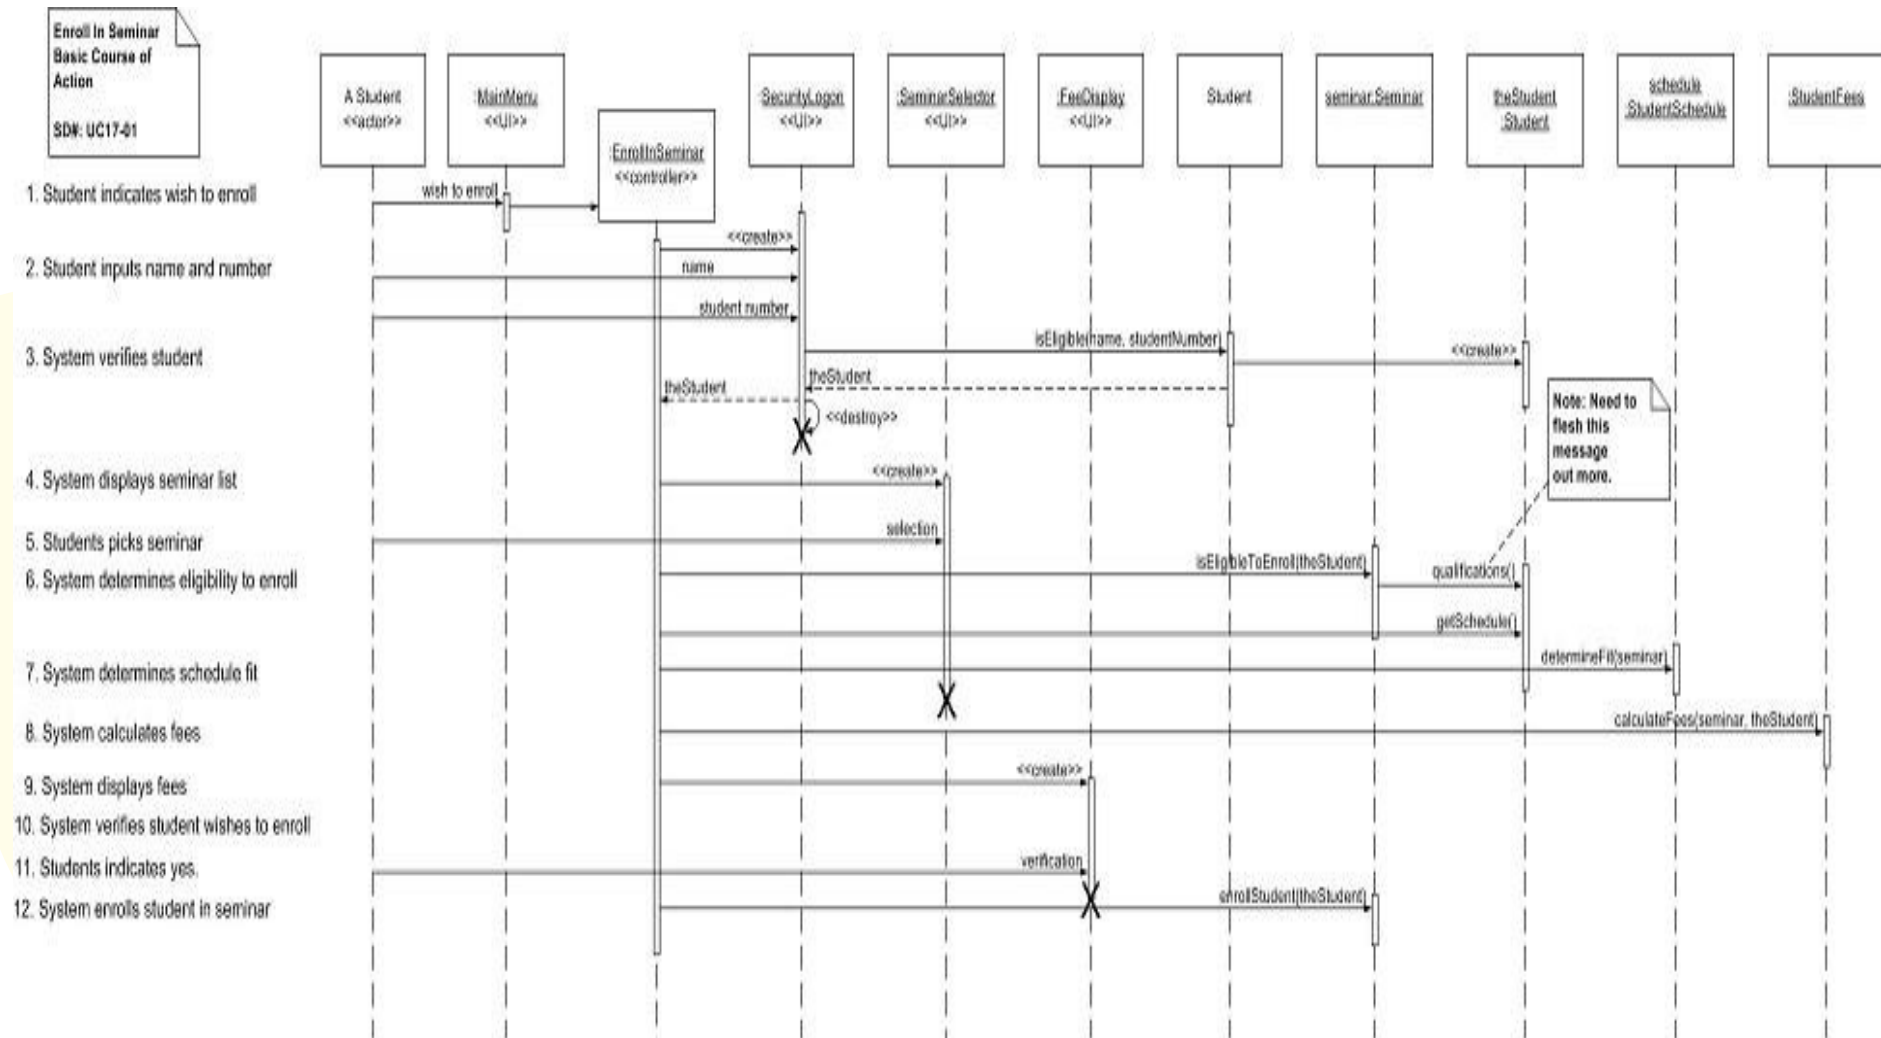 Enroll In Seminar
Basic Course of
Action
SD#: UC17-01
A Student
<<actor>>
:MainMenu
<<UI>>
:EnrollInSeminar
<<controller>>
:SecurityLogon
<<UI>>
:SeminarSelector
<<UI>>
:FeeDisplay
<<UI>>
Student
seminar:Seminar
theStudent
:Student
schedule
:StudentSchedule
:StudentFees
1. Student indicates wish to enroll
wish to enroll
<<create>>
2. Student inputs name and number
name
student number
3. System verifies student
isEligible(name, studentNumber)
<<create>>
theStudent
theStudent
<<destroy>>
Note: Need to
flesh this
message
out more.
4. System displays seminar list
<<create>>
5. Students picks seminar
selection
6. System determines eligibility to enroll
isEligibleToEnroll(theStudent)
qualifications()
getSchedule()
7. System determines schedule fit
determineFit(seminar)
8. System calculates fees
calculateFees(seminar, theStudent)
9. System displays fees
<<create>>
10. System verifies student wishes to enroll
11. Students indicates yes.
verification
12. System enrolls student in seminar
enrollStudent(theStudent)